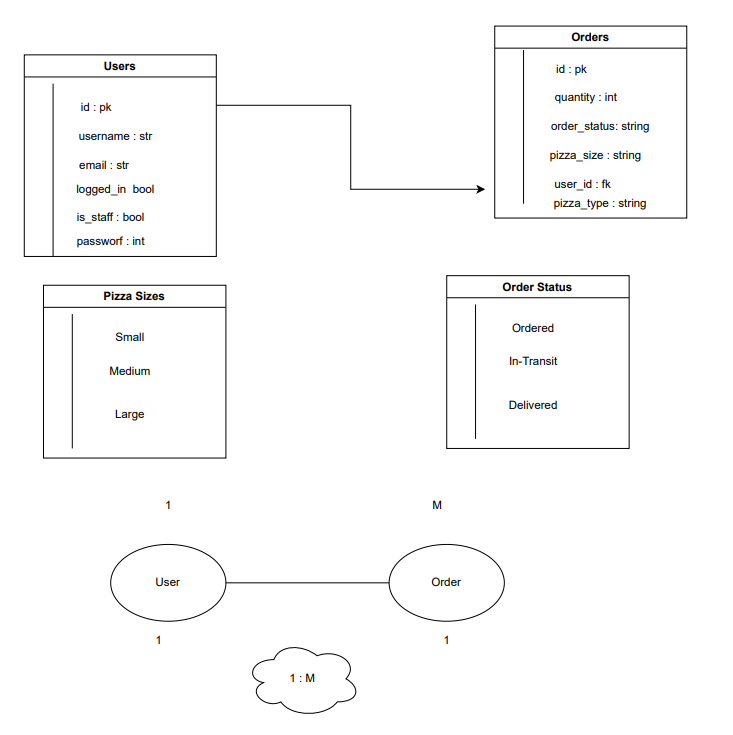 Users
id : pk
username : str
email : str
logged_in  bool
is_staff : bool
passworf : int
Orders
id : pk
quantity : int
order_status: string
pizza_size : string
user_id : fk
pizza_type : string
Pizza Sizes
Small
Medium
Large
Order Status
Ordered
In-Transit
Delivered
1
M
User
Order
1
1
1 : M